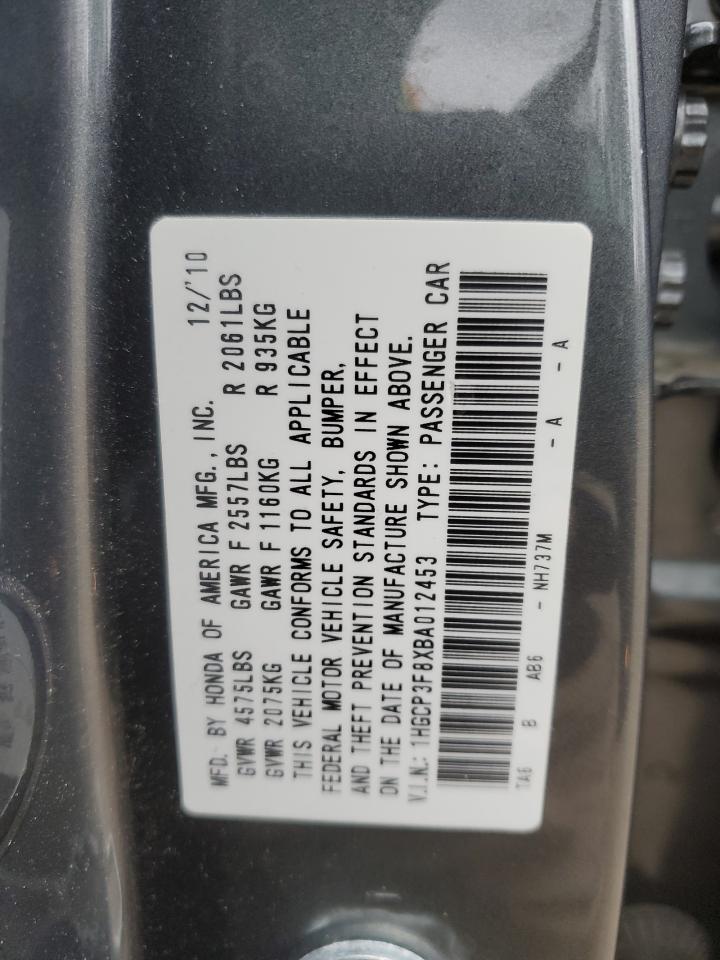 MFD. BY HONDA OF AMERICA MFG., INC. 12/'10
GVWR 4575LBS GAWR F 2557LBS R 2061LBS
GVWR 2075KG GAWR F 1160KG R 935KG
THIS VEHICLE CONFORMS TO ALL APPLICABLE
FEDERAL MOTOR VEHICLE SAFETY, BUMPER,
AND THEFT PREVENTION STANDARDS IN EFFECT
ON THE DATE OF MANUFACTURE SHOWN ABOVE.
V.I.N.: 1HGCP3F8XBA012453 TYPE: PASSENGER CAR
TA6 B AB6 - NH737M - A - A